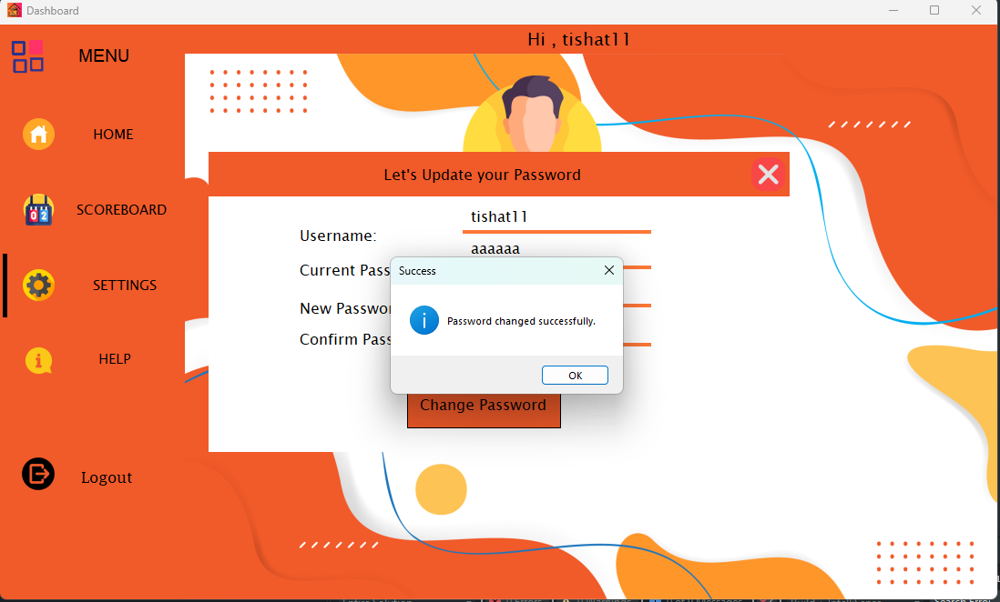 Dashboard
Hi , tishat11
MENU
HOME
SCOREBOARD
SETTINGS
HELP
Logout
Let's Update your Password
Username:
tishat11
Current Pass
aaaaaa
New Passwor
Confirm Pass
Success
Password changed successfully.
OK
Change Password